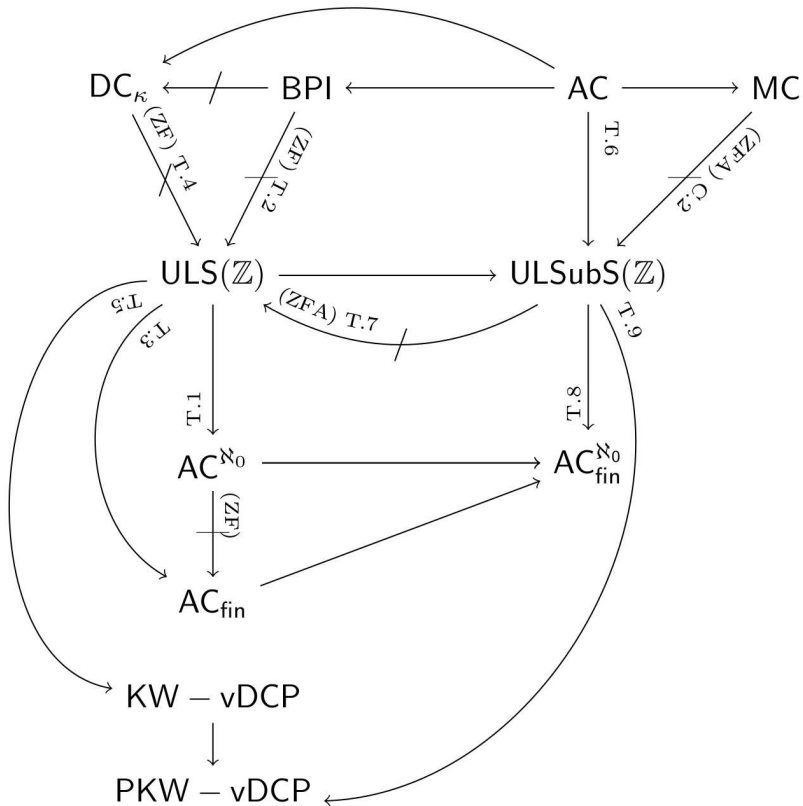 DC_κ BPI AC MC
(ZF) T.4
(ZF) T.2
T.6
(ZFA) C.2
ULS(ℤ) ULSubS(ℤ)
T.5
T.3
(ZFA) T.7
T.9
T.1
T.8
AC^ℵ₀ AC_fin^ℵ₀
(ZF)
AC_fin
KW – vDCP
PKW – vDCP